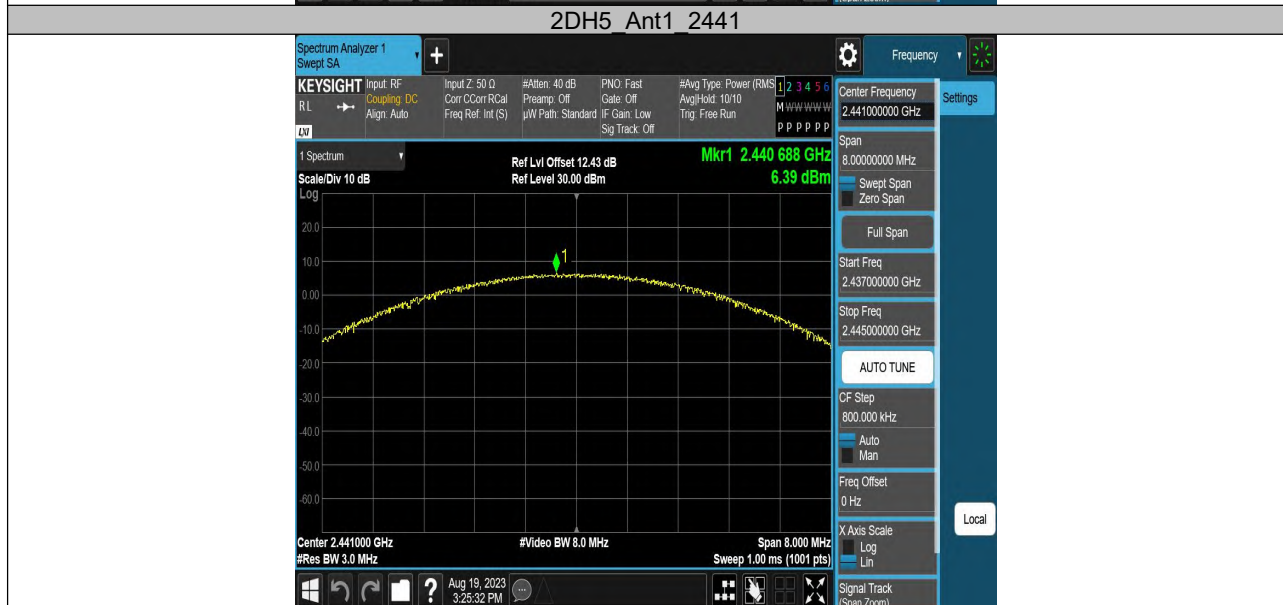 2DH5_Ant1_2441
Spectrum Analyzer 1
Swept SA
+
Frequency
KEYSIGHT
RL
LXI
Input: RF
Coupling: DC
Align: Auto
Input Z: 50 Ω
Corr CCorr RCal
Freq Ref: Int (S)
#Atten: 40 dB
Preamp: Off
µW Path: Standard
PNO: Fast
Gate: Off
IF Gain: Low
Sig Track: Off
#Avg Type: Power (RMS
Avg|Hold: 10/10
Trig: Free Run
1 2 3 4 5 6
M W W W W W
P P P P P P
1 Spectrum
Scale/Div 10 dB
Log
Ref Lvl Offset 12.43 dB
Ref Level 30.00 dBm
Mkr1 2.440 688 GHz
6.39 dBm
20.0
10.0
0.00
-10.0
-20.0
-30.0
-40.0
-50.0
-60.0
1
Center 2.441000 GHz
#Res BW 3.0 MHz
#Video BW 8.0 MHz
Span 8.000 MHz
Sweep 1.00 ms (1001 pts)
Aug 19, 2023
3:25:32 PM
?
Center Frequency
2.441000000 GHz
Span
8.00000000 MHz
Swept Span
Zero Span
Full Span
Start Freq
2.437000000 GHz
Stop Freq
2.445000000 GHz
AUTO TUNE
CF Step
800.000 kHz
Auto
Man
Freq Offset
0 Hz
X Axis Scale
Log
Lin
Signal Track
(Span Zoom)
Settings
Local